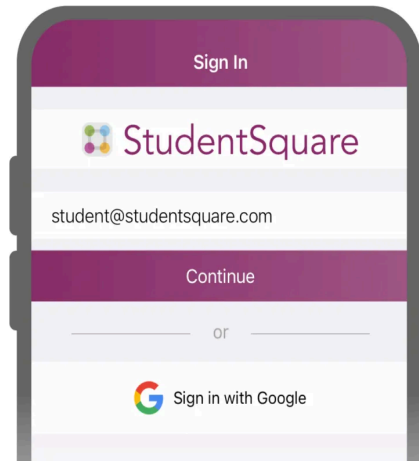 Sign In
StudentSquare
student@studentsquare.com
Continue
or
Sign in with Google